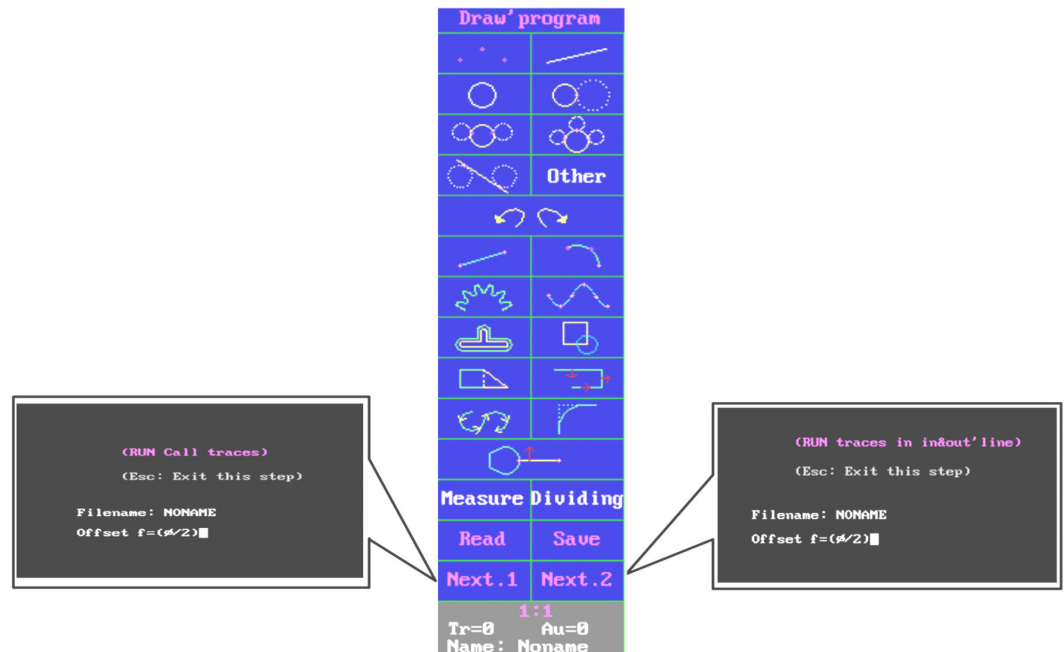 Draw'program
Other
(RUN Call traces)
(Esc: Exit this step)
Filename: NONAME
Offset f=(ø/2)
(RUN traces in in&out'line)
(Esc: Exit this step)
Filename: NONAME
Offset f=(ø/2)
Measure Dividing
Read Save
Next.1 Next.2
1:1
Tr=0 Au=0
Name: Noname